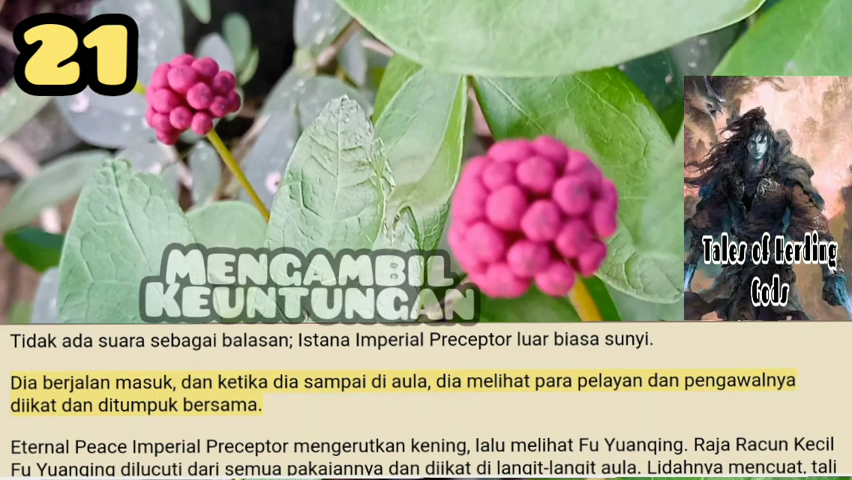 21
Tales of Herding
Gods
MENGAMBIL
KEUNTUNGAN
Tidak ada suara sebagai balasan; Istana Imperial Preceptor luar biasa sunyi.
Dia berjalan masuk, dan ketika dia sampai di aula, dia melihat para pelayan dan pengawalnya
diikat dan ditumpuk bersama.
Eternal Peace Imperial Preceptor mengerutkan kening, lalu melihat Fu Yuanqing. Raja Racun Kecil
Fu Yuanqing dilucuti dari semua pakaiannya dan diikat di langit-langit aula. Lidahnya mencuat, tali